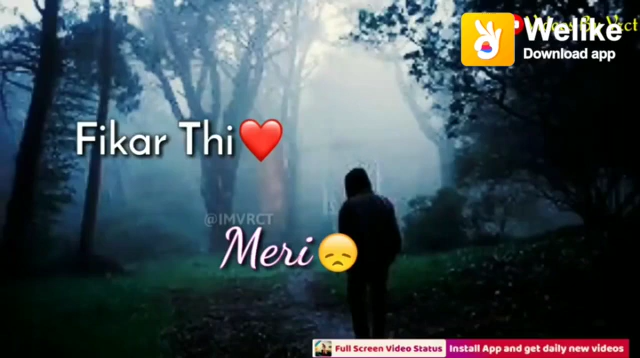 Welike
Download app
Fikar Thi❤️
@IMVRCT
Meri😞
Full Screen Video Status Install App and get daily new videos